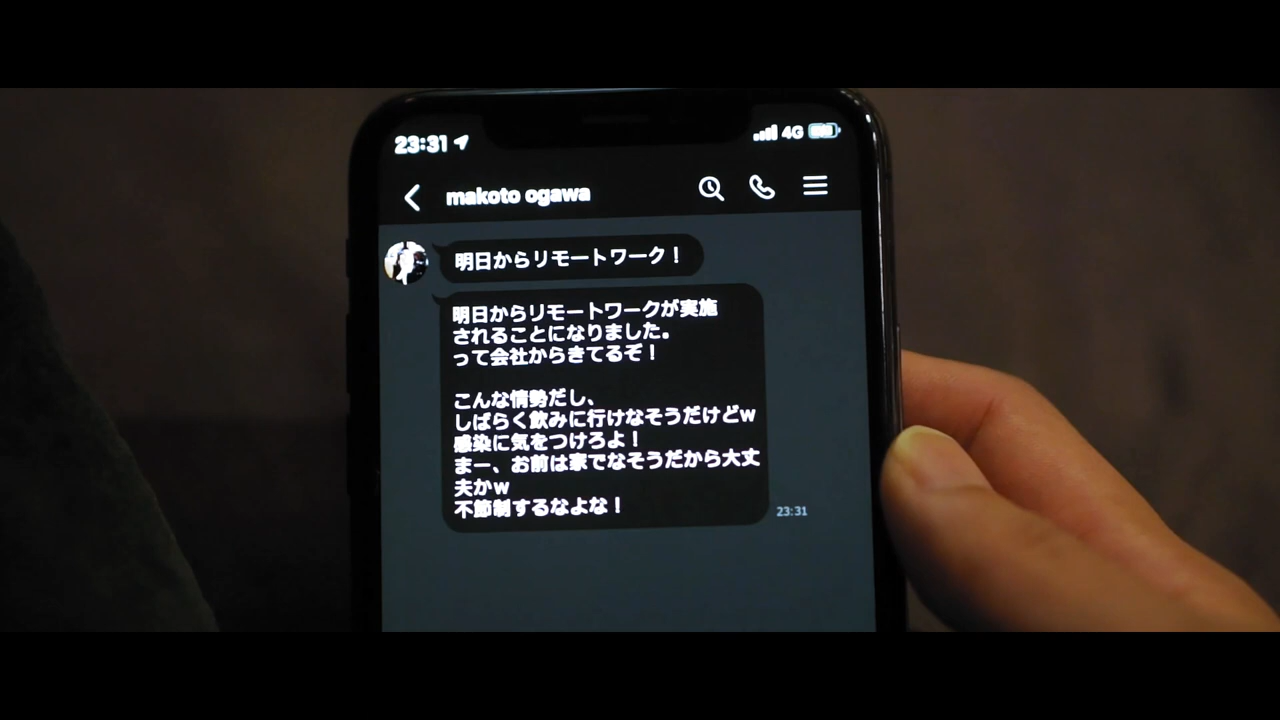 23:31
4G
makoto ogawa
明日からリモートワーク！
明日からリモートワークが実施
されることになりました。
って会社からきてるぞ！
こんな情勢だし、
しばらく飲みに行けなそうだけどw
感染に気をつけろよ！
まー、お前は家でなそうだから大丈
夫かw
不節制するなよな！
23:31